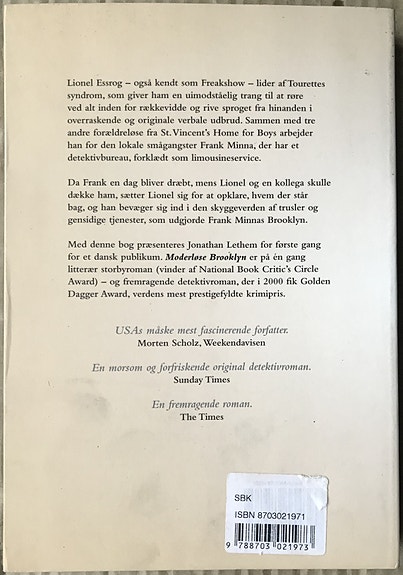 Lionel Essrog – også kendt som Freakshow – lider af Tourettes
syndrom, som giver ham en uimodståelig trang til at røre
ved alt inden for rækkevidde og rive sproget fra hinanden i
overraskende og originale verbale udbrud. Sammen med tre
andre forældreløse fra St. Vincent's Home for Boys arbejder
han for den lokale smågangster Frank Minna, der har et
detektivbureau, forklædt som limousineservice.
Da Frank en dag bliver dræbt, mens Lionel og en kollega skulle
dække ham, sætter Lionel sig for at opklare, hvem der står
bag, og han bevæger sig ind i den skyggeverden af trusler og
gensidige tjenester, som udgjorde Frank Minnas Brooklyn.
Med denne bog præsenteres Jonathan Lethem for første gang
for et dansk publikum. Moderløse Brooklyn er på én gang
litterær storbyroman (vinder af National Book Critic's Circle
Award) – og fremragende detektivroman, der i 2000 fik Golden
Dagger Award, verdens mest prestigefyldte krimipris.
USAs måske mest fascinerende forfatter.
Morten Scholz, Weekendavisen
En morsom og forfriskende original detektivroman.
Sunday Times
En fremragende roman.
The Times
SBK
ISBN 8703021971
9 788703 021973